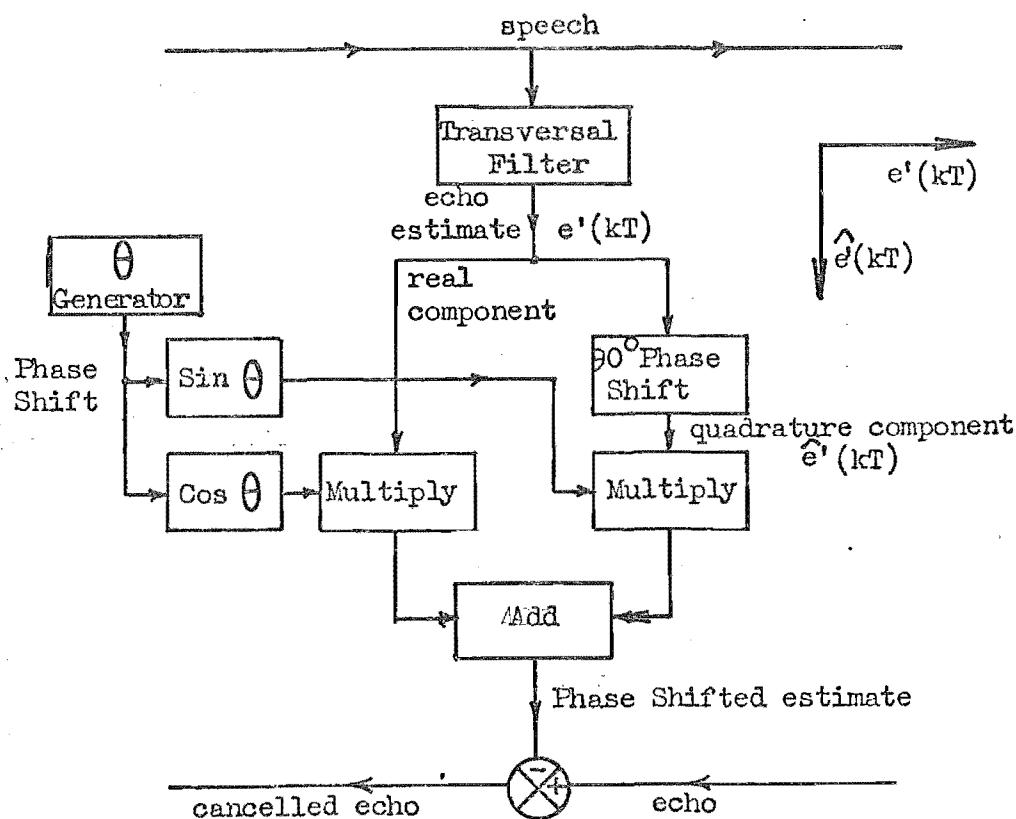 speech
Transversal
Filter
echo
estimate
e'(kT)
e'(kT)
ê'(kT)
θ
Generator
real
component
Phase
Shift
Sin θ
90° Phase
Shift
quadrature component
ê'(kT)
Cos θ
Multiply
Multiply
Add
Phase Shifted estimate
-
+
cancelled echo
echo